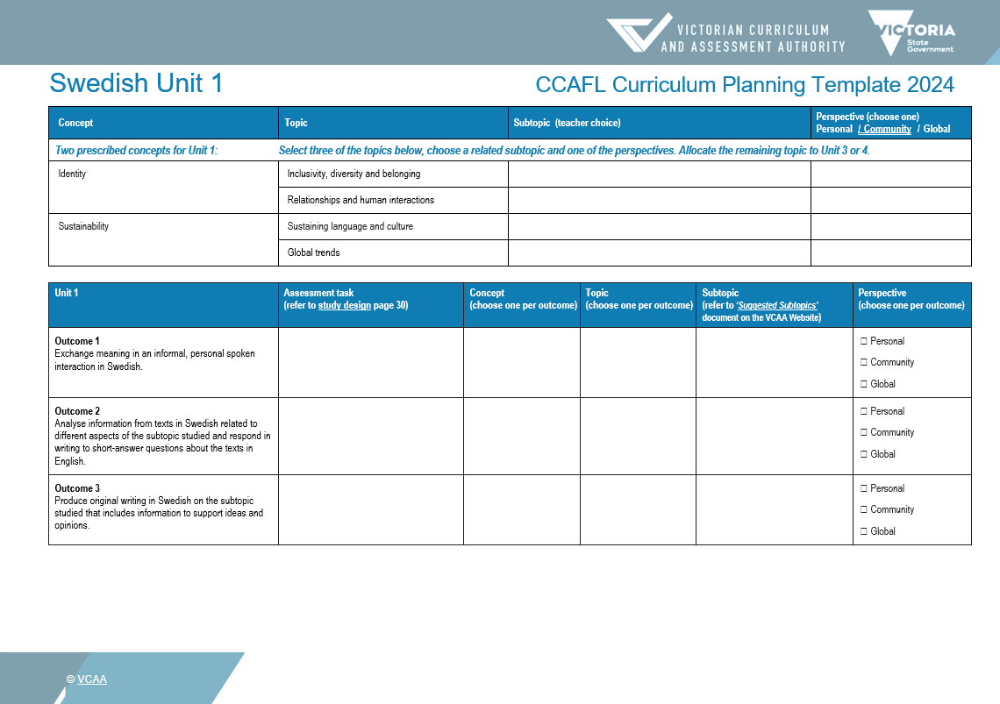 VICTORIAN CURRICULUM
AND ASSESSMENT AUTHORITY
VICTORIA
State
Government
Swedish Unit 1
CCAFL Curriculum Planning Template 2024
Concept
Topic
Subtopic (teacher choice)
Perspective (choose one)
Personal / Community / Global
Two prescribed concepts for Unit 1:
Select three of the topics below, choose a related subtopic and one of the perspectives. Allocate the remaining topic to Unit 3 or 4.
Identity
Inclusivity, diversity and belonging
Relationships and human interactions
Sustainability
Sustaining language and culture
Global trends
Unit 1
Assessment task
(refer to study design page 30)
Concept
(choose one per outcome)
Topic
(choose one per outcome)
Subtopic
(refer to 'Suggested Subtopics'
document on the VCAA Website)
Perspective
(choose one per outcome)
Outcome 1
Exchange meaning in an informal, personal spoken
interaction in Swedish.
☐ Personal
☐ Community
☐ Global
Outcome 2
Analyse information from texts in Swedish related to
different aspects of the subtopic studied and respond in
writing to short-answer questions about the texts in
English.
☐ Personal
☐ Community
☐ Global
Outcome 3
Produce original writing in Swedish on the subtopic
studied that includes information to support ideas and
opinions.
☐ Personal
☐ Community
☐ Global
© VCAA